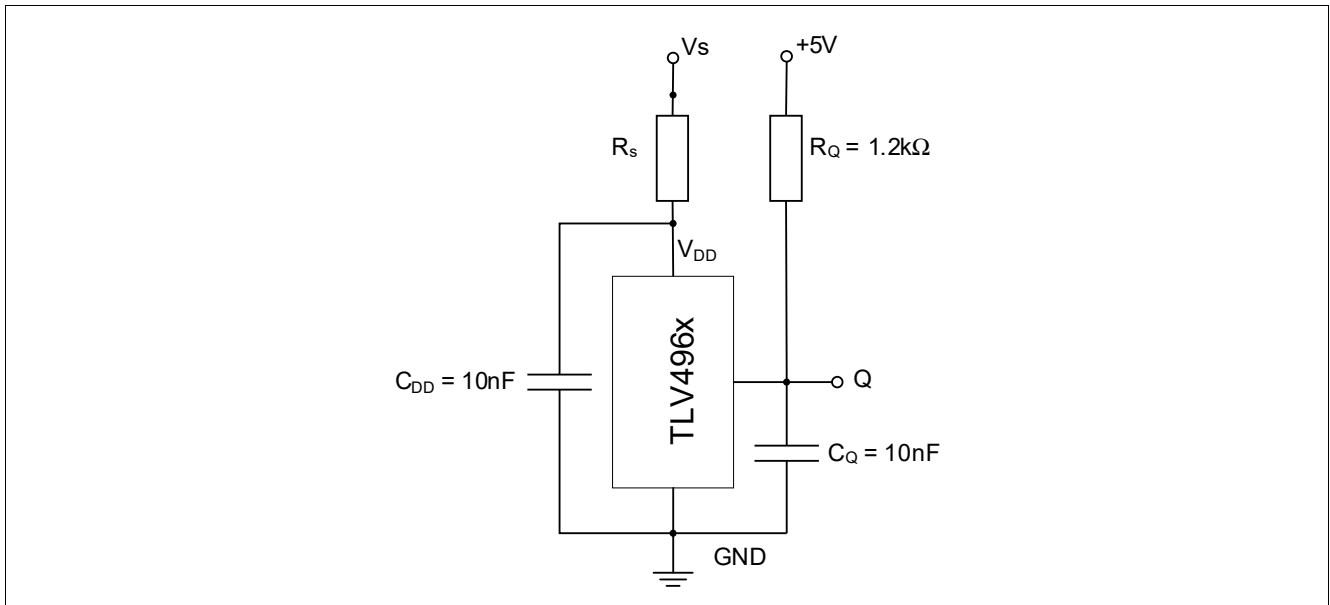 Vs
+5V
Rs
RQ = 1.2kΩ
VDD
TLV496x
CDD = 10nF
Q
CQ = 10nF
GND